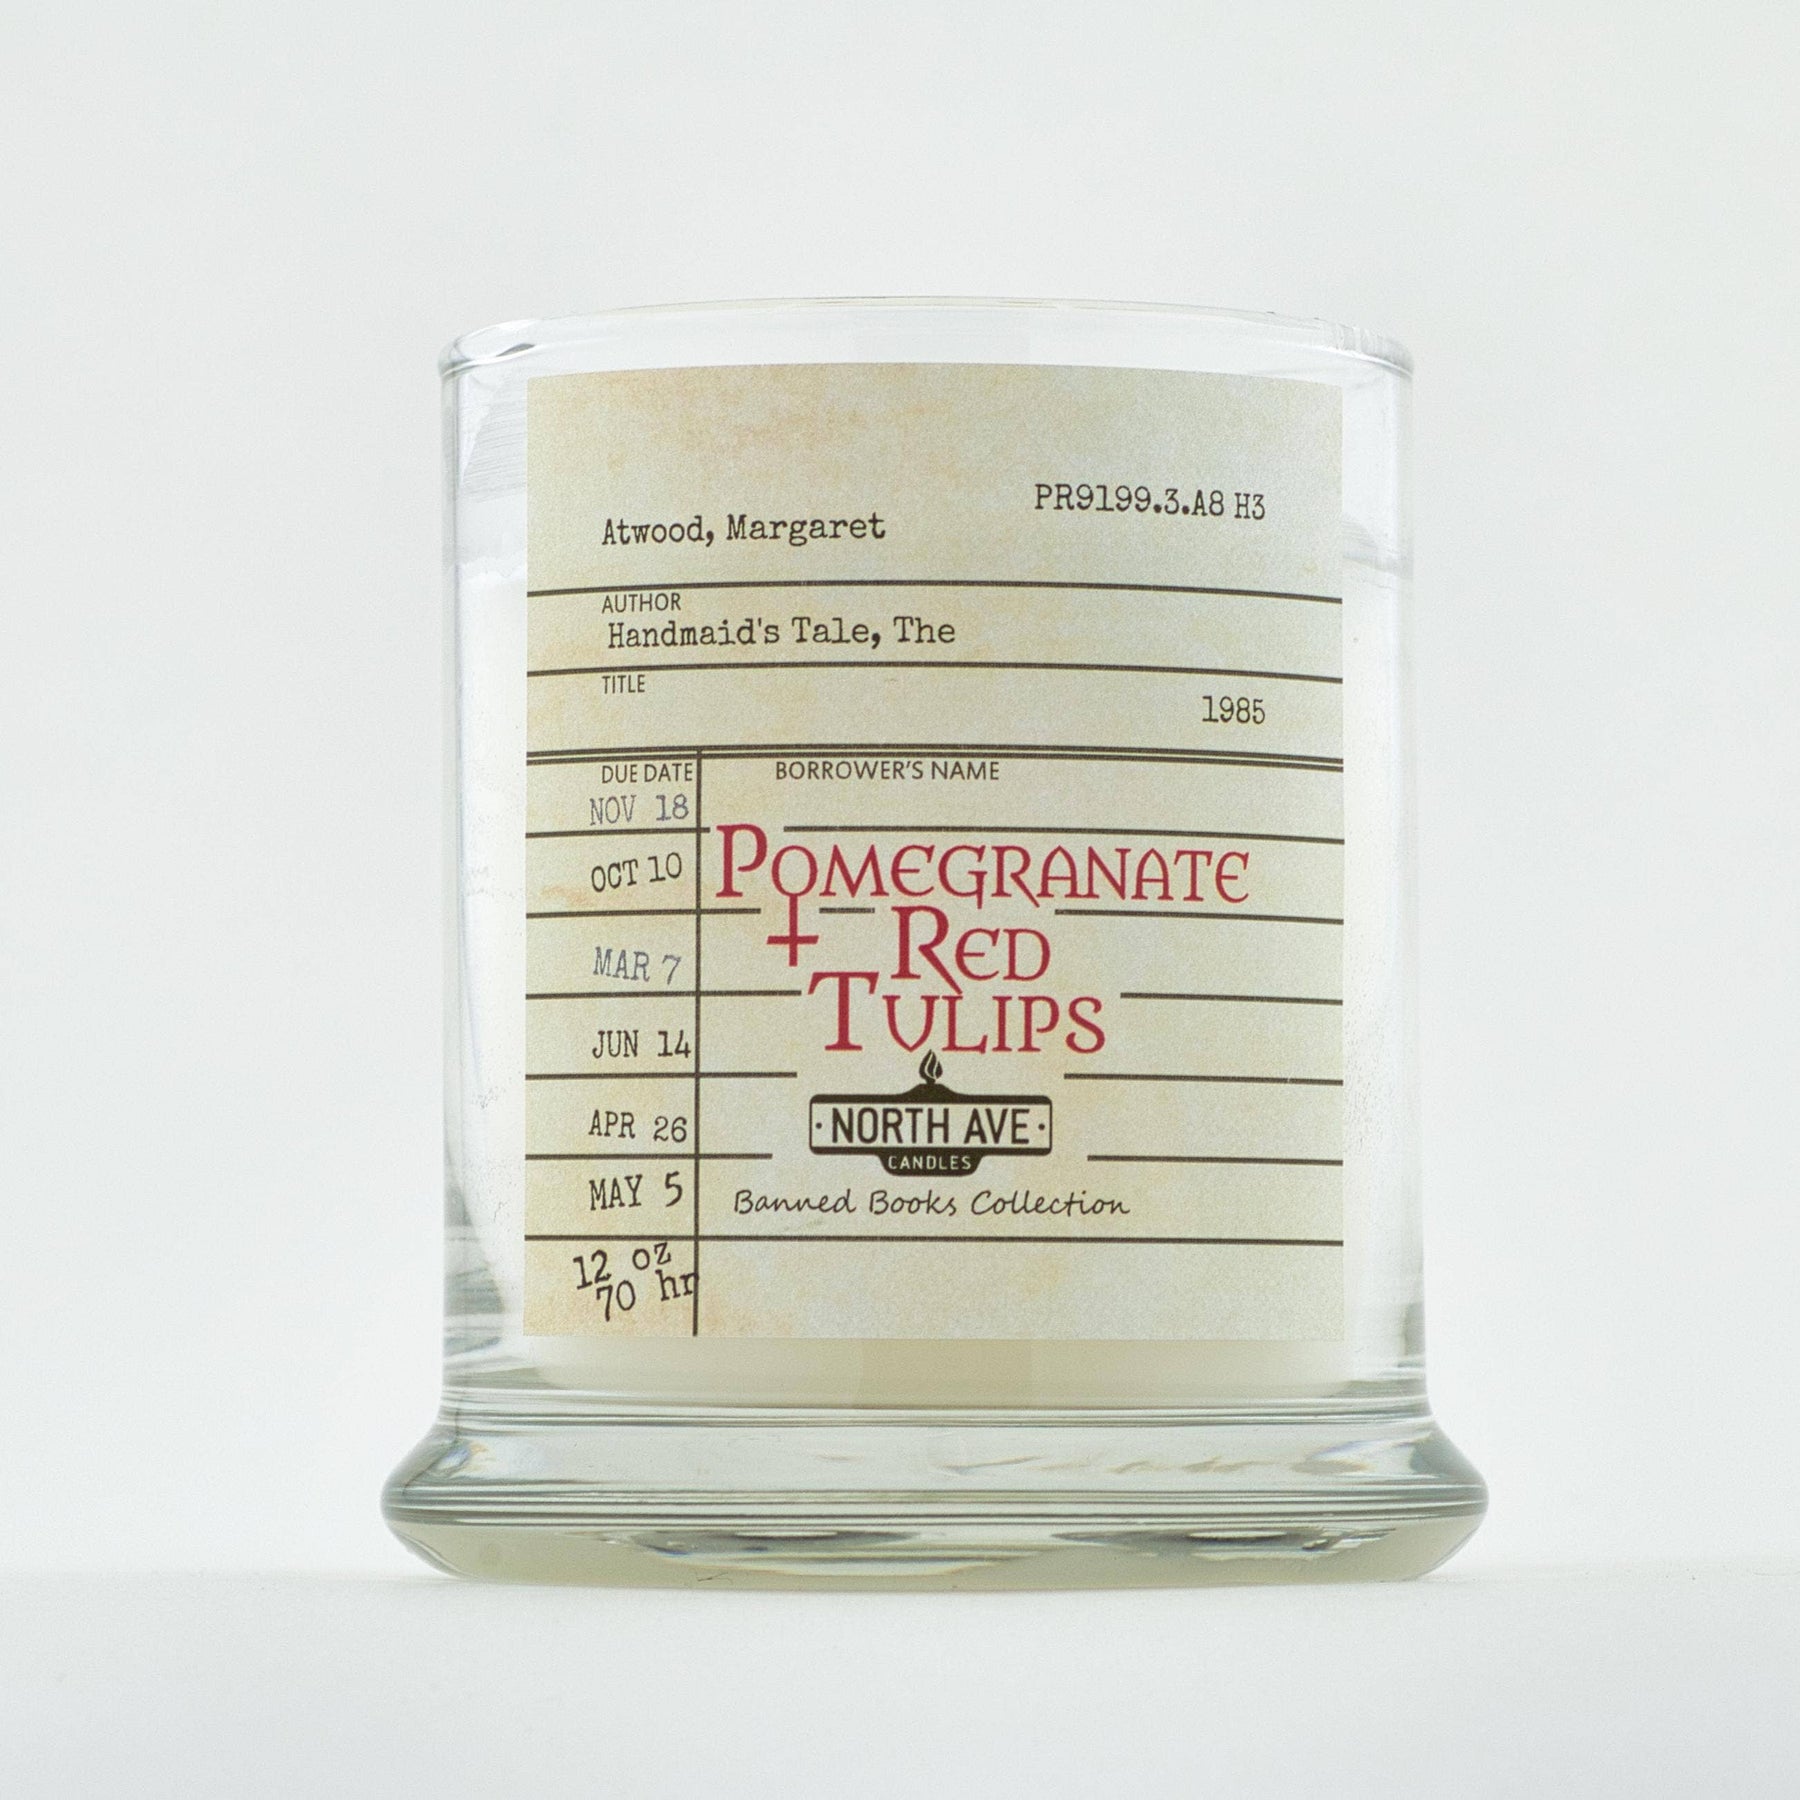 PR9199.3.A8 H3
Atwood, Margaret
AUTHOR
Handmaid's Tale, The
TITLE
1985
DUE DATE
BORROWER'S NAME
NOV 18
OCT 10
MAR 7
JUN 14
APR 26
MAY 5
12 oz
70 hr
POMEGRANATE
+ RED
TULIPS
NORTH AVE
CANDLES
Banned Books Collection